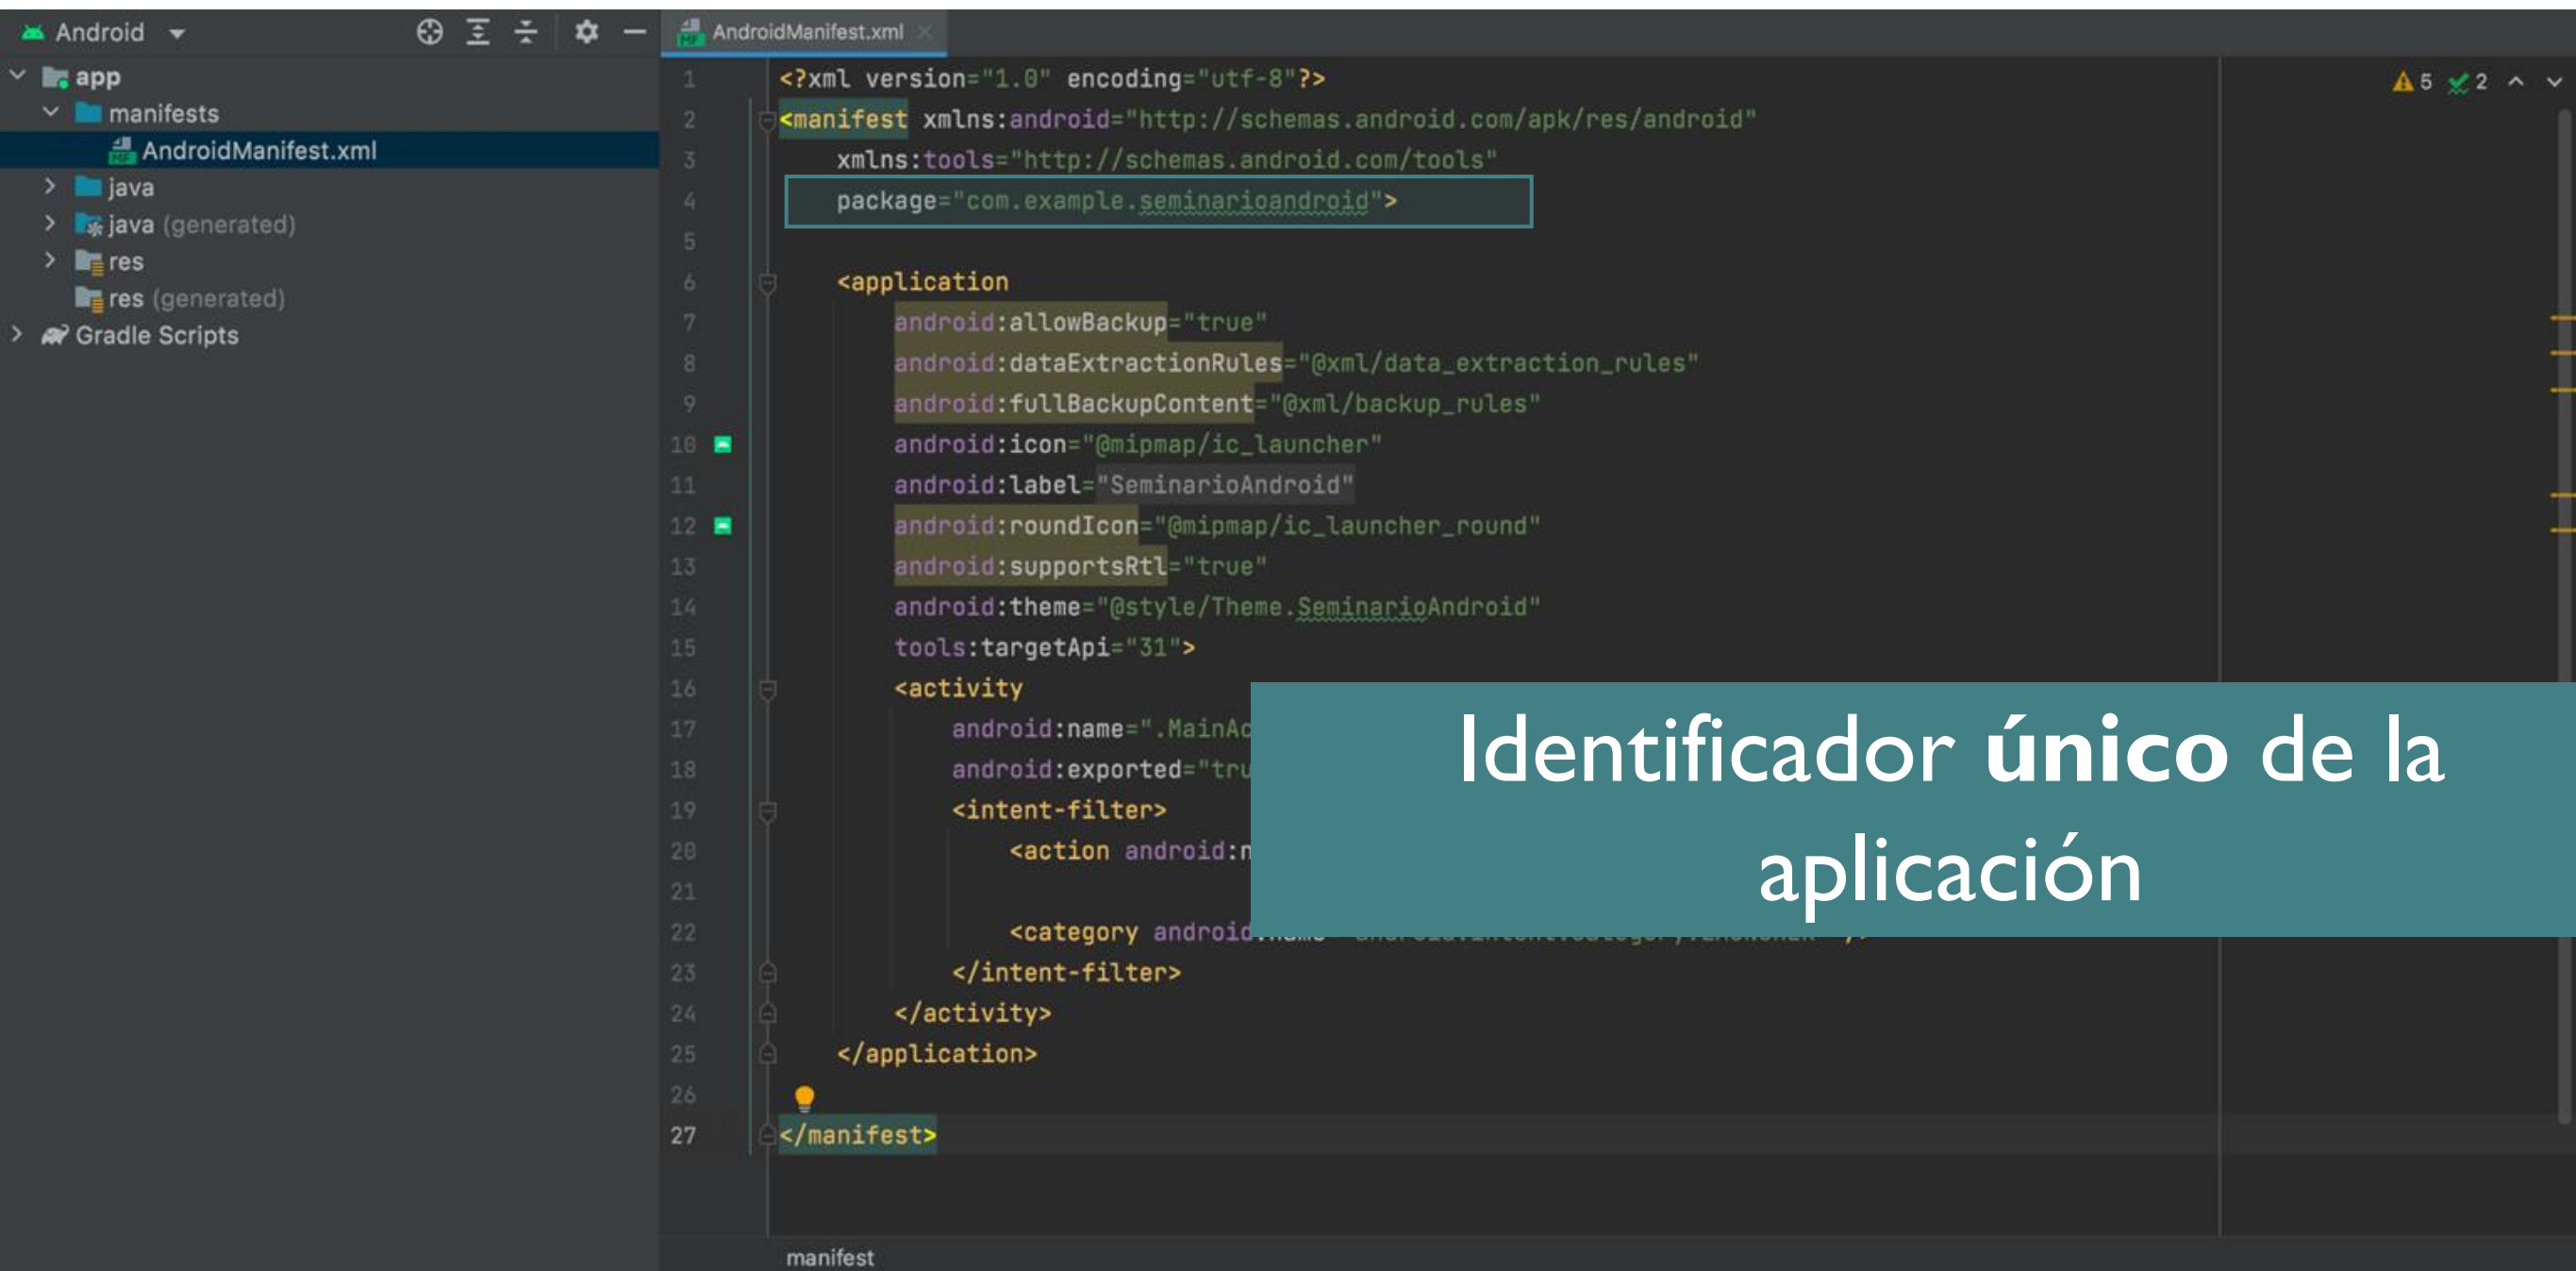 Android
app
manifests
AndroidManifest.xml
java
java (generated)
res
res (generated)
Gradle Scripts
AndroidManifest.xml
5 2
1 <?xml version="1.0" encoding="utf-8"?>
2 <manifest xmlns:android="http://schemas.android.com/apk/res/android"
3 xmlns:tools="http://schemas.android.com/tools"
4 package="com.example.seminarioandroid">
5
6 <application
7 android:allowBackup="true"
8 android:dataExtractionRules="@xml/data_extraction_rules"
9 android:fullBackupContent="@xml/backup_rules"
10 android:icon="@mipmap/ic_launcher"
11 android:label="SeminarioAndroid"
12 android:roundIcon="@mipmap/ic_launcher_round"
13 android:supportsRtl="true"
14 android:theme="@style/Theme.SeminarioAndroid"
15 tools:targetApi="31">
16 <activity
17 android:name=".MainAc
18 android:exported="tru
19 <intent-filter>
20 <action android:n
21
22 <category android
23 </intent-filter>
24 </activity>
25 </application>
26
27 </manifest>
manifest
Identificador único de la
aplicación